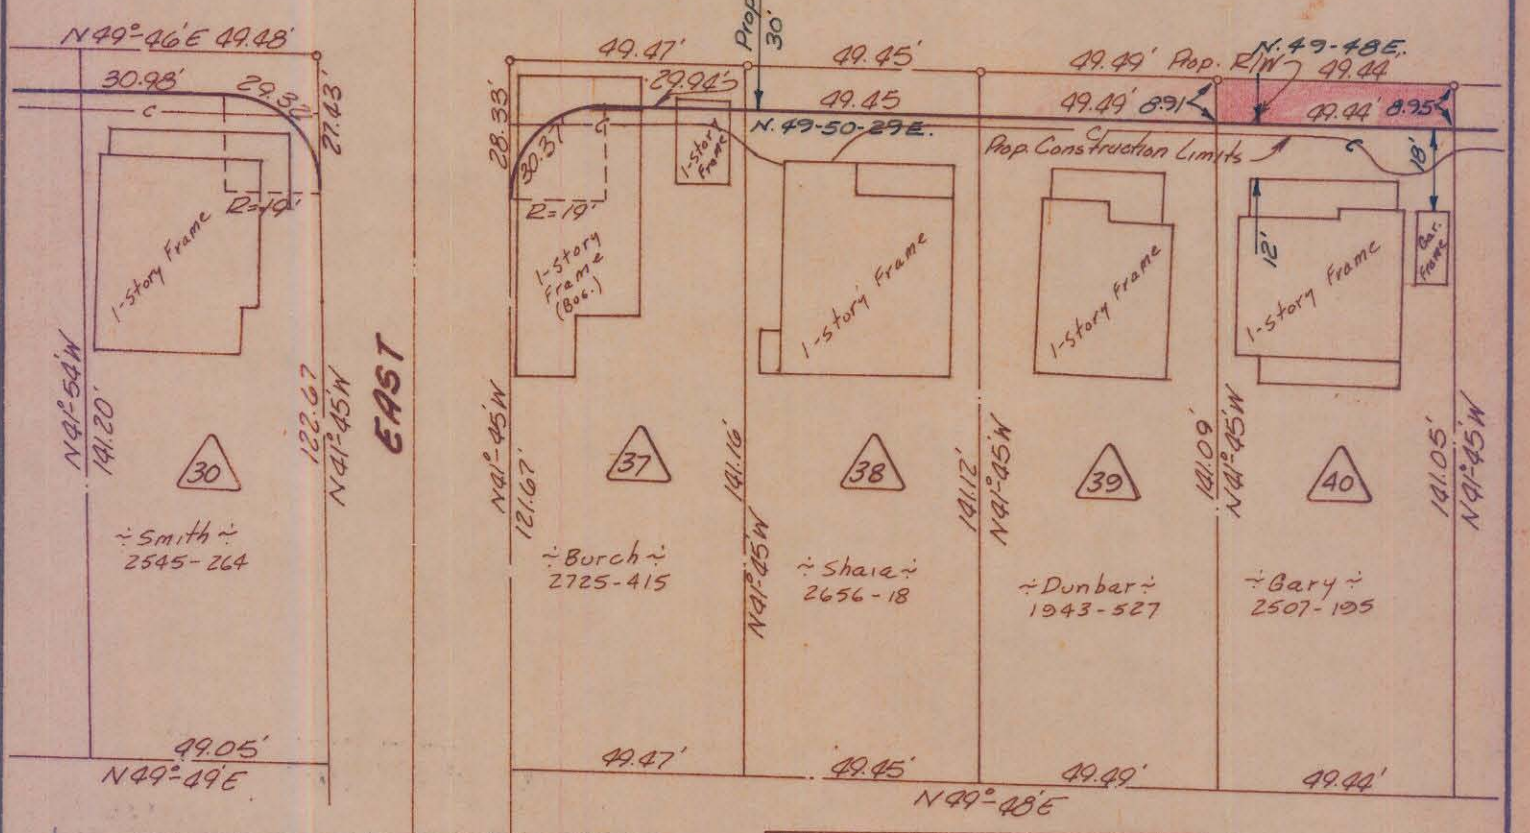 N49°-46'E 49.48'
30.98'
29.37'
27.43'
C
R=19'
1-Story Frame
N41°-54'W
141.20'
122.67
N41°-45'W
30
~Smith~
2545-264
49.05'
N49°-49'E
EAST
Prop.
30'
49.47'
29.94'
28.33'
30.37'
C
R=19'
1-Story
Frame
1-Story
Frame
(Bus.)
N41°-45'W
121.67'
37
141.16'
N41°-45'W
~Burch~
2725-415
49.47'
49.45'
49.45
N.49-50-29E.
1-Story Frame
38
141.12'
N41°-45'W
~Shaia~
2656-18
49.45'
49.49' Prop. R/W
49.49' 8.91
C
Prop. Construction Limits
1-Story Frame
39
141.09'
N41°-45'W
~Dunbar~
1943-527
49.49'
N.49-48E.
49.44'
49.44' 8.95
C
18'
12'
1-Story Frame
Gar.
Frame
40
141.05'
N41°-45'W
~Gary~
2507-195
49.44'
N49°-48'E